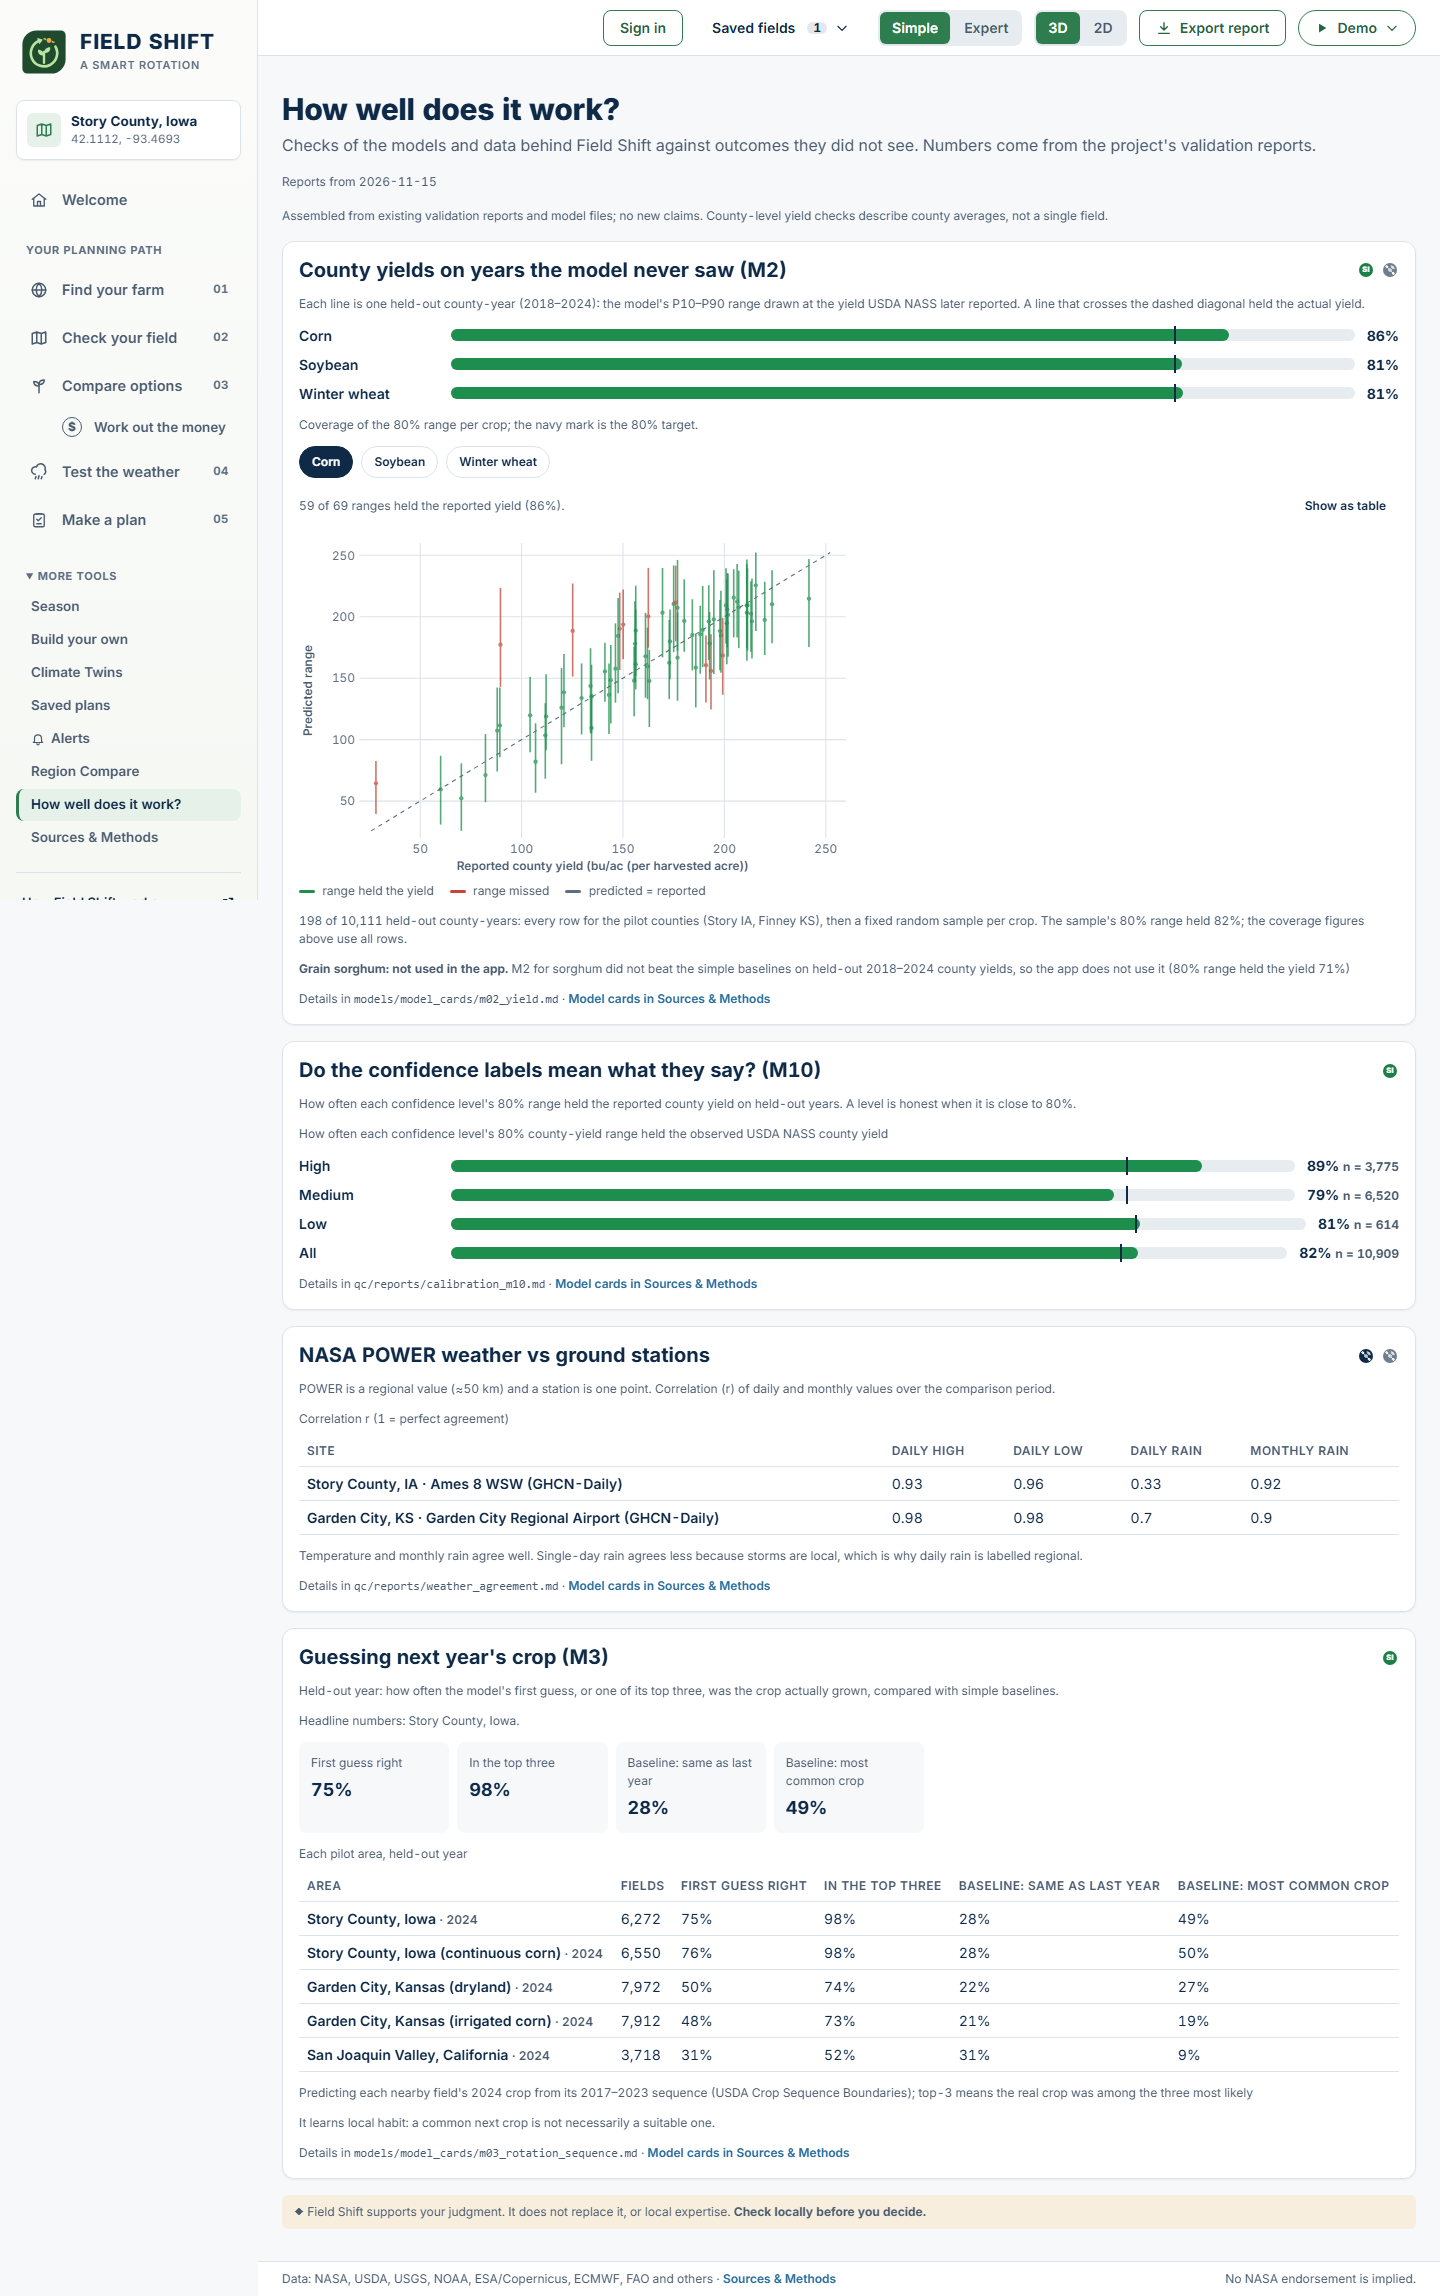 FIELD SHIFT
A SMART ROTATION
Story County, Iowa
42.1112, -93.4693
Welcome
YOUR PLANNING PATH
Find your farm 01
Check your field 02
Compare options 03
$ Work out the money
Test the weather 04
Make a plan 05
▼ MORE TOOLS
Season
Build your own
Climate Twins
Saved plans
Alerts
Region Compare
How well does it work?
Sources & Methods
Sign in
Saved fields 1
Simple Expert
3D 2D
Export report
Demo
How well does it work?
Checks of the models and data behind Field Shift against outcomes they did not see. Numbers come from the project's validation reports.
Reports from 2026-11-15
Assembled from existing validation reports and model files; no new claims. County-level yield checks describe county averages, not a single field.
County yields on years the model never saw (M2)
SI
Each line is one held-out county-year (2018–2024): the model's P10–P90 range drawn at the yield USDA NASS later reported. A line that crosses the dashed diagonal held the actual yield.
Corn 86%
Soybean 81%
Winter wheat 81%
Coverage of the 80% range per crop; the navy mark is the 80% target.
Corn Soybean Winter wheat
59 of 69 ranges held the reported yield (86%).
Show as table
Predicted range
250
200
150
100
50
50 100 150 200 250
Reported county yield (bu/ac (per harvested acre))
range held the yield range missed predicted = reported
198 of 10,111 held-out county-years: every row for the pilot counties (Story IA, Finney KS), then a fixed random sample per crop. The sample's 80% range held 82%; the coverage figures
above use all rows.
Grain sorghum: not used in the app. M2 for sorghum did not beat the simple baselines on held-out 2018–2024 county yields, so the app does not use it (80% range held the yield 71%)
Details in models/model_cards/m02_yield.md · Model cards in Sources & Methods
Do the confidence labels mean what they say? (M10)
SI
How often each confidence level's 80% range held the reported county yield on held-out years. A level is honest when it is close to 80%.
How often each confidence level's 80% county-yield range held the observed USDA NASS county yield
High 89% n = 3,775
Medium 79% n = 6,520
Low 81% n = 614
All 82% n = 10,909
Details in qc/reports/calibration_m10.md · Model cards in Sources & Methods
NASA POWER weather vs ground stations
POWER is a regional value (≈50 km) and a station is one point. Correlation (r) of daily and monthly values over the comparison period.
Correlation r (1 = perfect agreement)
SITE DAILY HIGH DAILY LOW DAILY RAIN MONTHLY RAIN
Story County, IA · Ames 8 WSW (GHCN-Daily) 0.93 0.96 0.33 0.92
Garden City, KS · Garden City Regional Airport (GHCN-Daily) 0.98 0.98 0.7 0.9
Temperature and monthly rain agree well. Single-day rain agrees less because storms are local, which is why daily rain is labelled regional.
Details in qc/reports/weather_agreement.md · Model cards in Sources & Methods
Guessing next year's crop (M3)
SI
Held-out year: how often the model's first guess, or one of its top three, was the crop actually grown, compared with simple baselines.
Headline numbers: Story County, Iowa.
First guess right
75%
In the top three
98%
Baseline: same as last
year
28%
Baseline: most
common crop
49%
Each pilot area, held-out year
AREA FIELDS FIRST GUESS RIGHT IN THE TOP THREE BASELINE: SAME AS LAST YEAR BASELINE: MOST COMMON CROP
Story County, Iowa · 2024 6,272 75% 98% 28% 49%
Story County, Iowa (continuous corn) · 2024 6,550 76% 98% 28% 50%
Garden City, Kansas (dryland) · 2024 7,972 50% 74% 22% 27%
Garden City, Kansas (irrigated corn) · 2024 7,912 48% 73% 21% 19%
San Joaquin Valley, California · 2024 3,718 31% 52% 31% 9%
Predicting each nearby field's 2024 crop from its 2017–2023 sequence (USDA Crop Sequence Boundaries); top-3 means the real crop was among the three most likely
It learns local habit: a common next crop is not necessarily a suitable one.
Details in models/model_cards/m03_rotation_sequence.md · Model cards in Sources & Methods
Field Shift supports your judgment. It does not replace it, or local expertise. Check locally before you decide.
Data: NASA, USDA, USGS, NOAA, ESA/Copernicus, ECMWF, FAO and others · Sources & Methods
No NASA endorsement is implied.